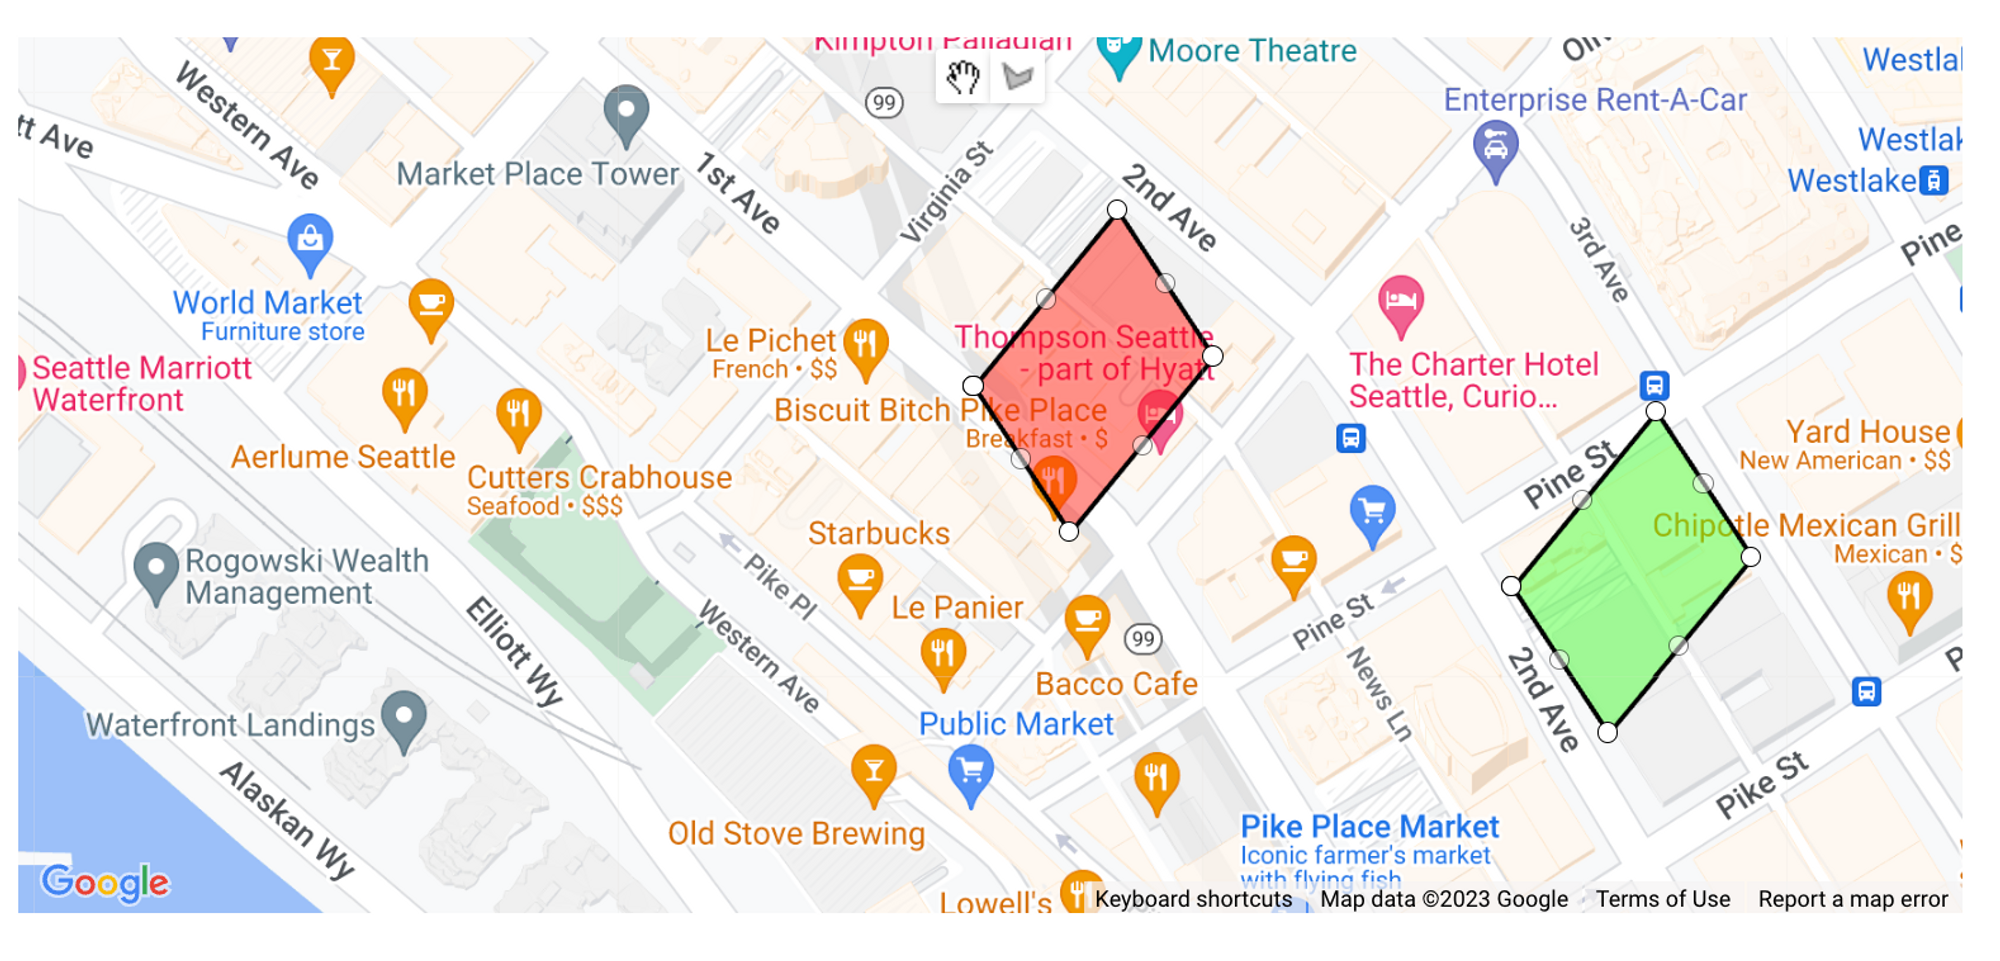 Kimpton Palladian
Moore Theatre
Oliv
Westlal
Western Ave
99
Enterprise Rent-A-Car
tt Ave
Market Place Tower
1st Ave
Virginia St
2nd Ave
Westlak
Westlake
3rd Ave
Pine
World Market
Furniture store
Le Pichet
French • $$
Thompson Seattle
- part of Hyatt
Seattle Marriott
Waterfront
The Charter Hotel
Seattle, Curio...
Biscuit Bitch Pike Place
Breakfast • $
Aerlume Seattle
Cutters Crabhouse
Seafood • $$$
Pine St
Yard House
New American • $$
Starbucks
Chipotle Mexican Grill
Mexican • $
Rogowski Wealth
Management
Pike Pl
Le Panier
Elliott Wy
Western Ave
99
Pine St
Bacco Cafe
News Ln
2nd Ave
P
Waterfront Landings
Public Market
Alaskan Wy
Pike St
Old Stove Brewing
Pike Place Market
Iconic farmer's market
with flying fish
Google
Lowell's
Keyboard shortcuts
Map data ©2023 Google
Terms of Use
Report a map error